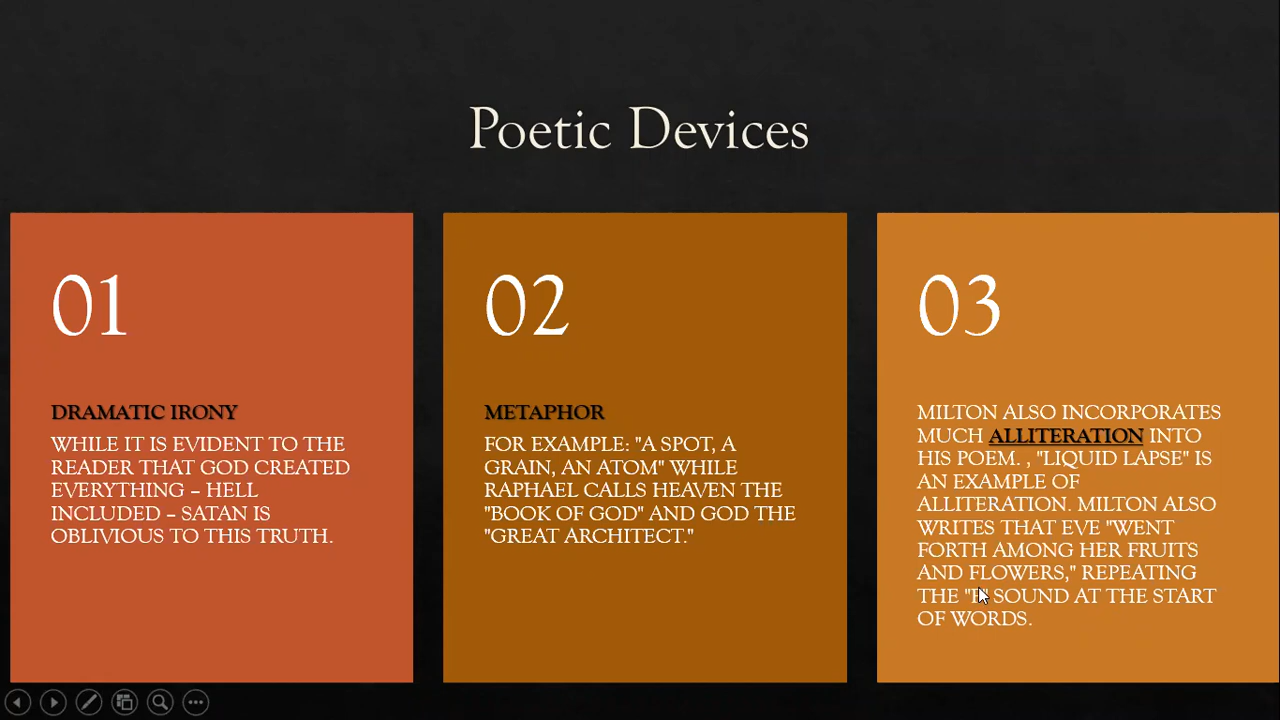 Poetic Devices
01
DRAMATIC IRONY
WHILE IT IS EVIDENT TO THE
READER THAT GOD CREATED
EVERYTHING – HELL
INCLUDED – SATAN IS
OBLIVIOUS TO THIS TRUTH.
02
METAPHOR
FOR EXAMPLE: "A SPOT, A
GRAIN, AN ATOM" WHILE
RAPHAEL CALLS HEAVEN THE
"BOOK OF GOD" AND GOD THE
"GREAT ARCHITECT."
03
MILTON ALSO INCORPORATES
MUCH ALLITERATION INTO
HIS POEM. , "LIQUID LAPSE" IS
AN EXAMPLE OF
ALLITERATION. MILTON ALSO
WRITES THAT EVE "WENT
FORTH AMONG HER FRUITS
AND FLOWERS," REPEATING
THE SOUND AT THE START
OF WORDS.